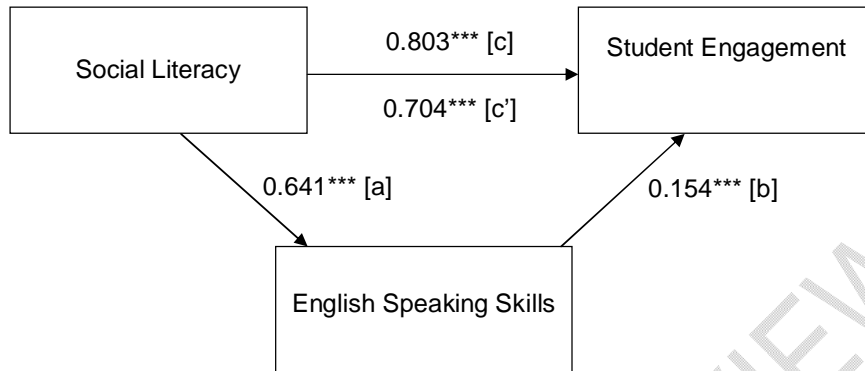 0.803*** [c]
Student Engagement
Social Literacy
0.704*** [c’]
0.641*** [a]
0.154*** [b]
English Speaking Skills